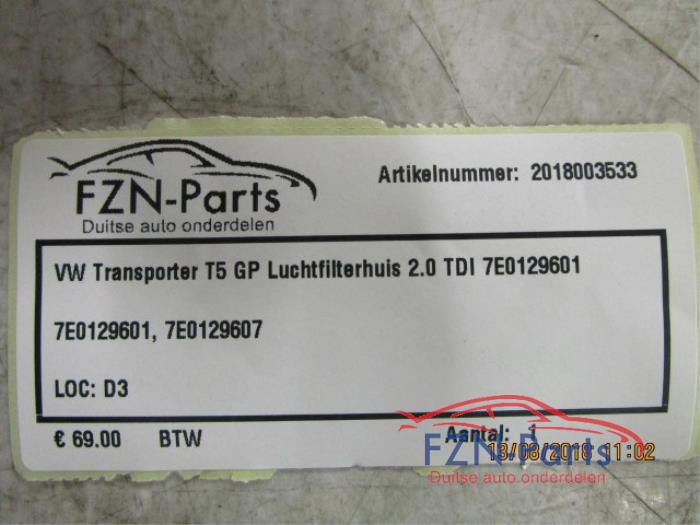 FZN-Parts
Duitse auto onderdelen
Artikelnummer: 2018003533
VW Transporter T5 GP Luchtfilterhuis 2.0 TDI 7E0129601
7E0129601, 7E0129607
LOC: D3
€ 69.00 BTW
Aantal: 1
FZN-Parts
13/08/2018 11:02
Duitse auto onderdelen